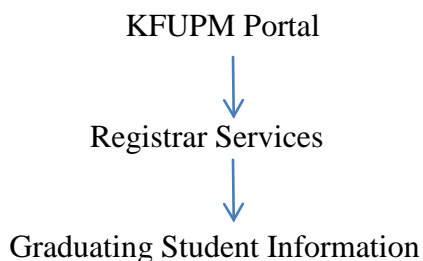 KFUPM Portal
Registrar Services
Graduating Student Information